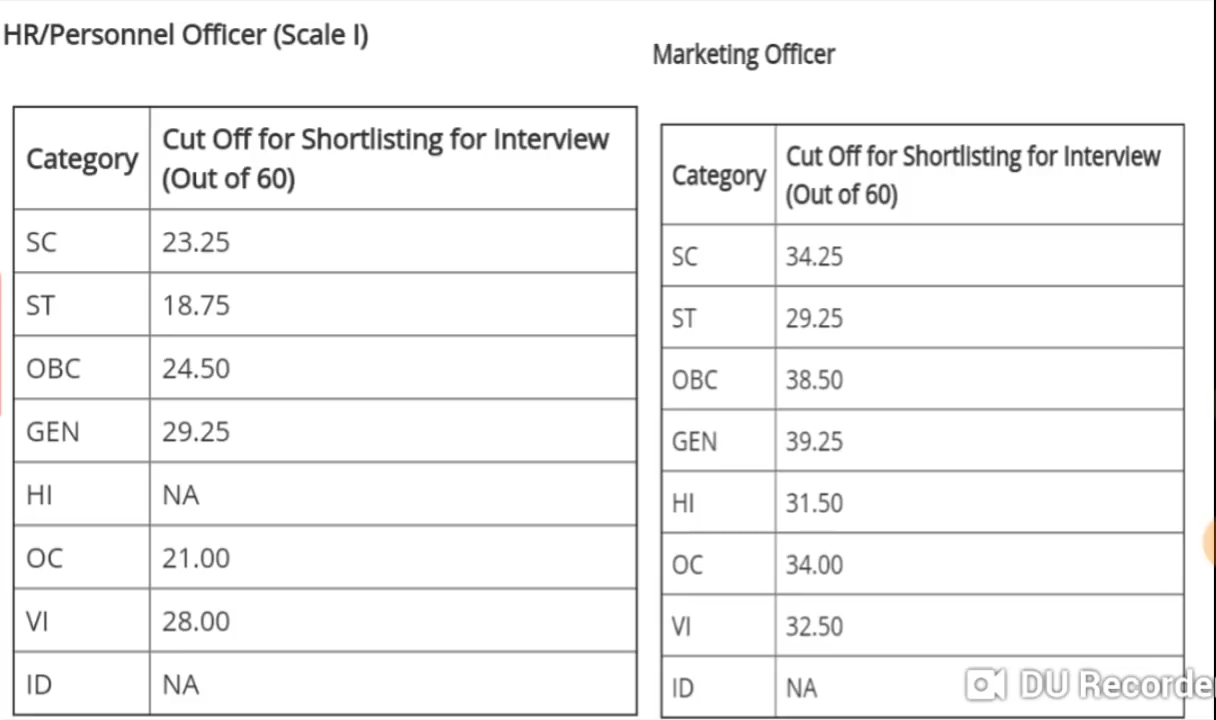 HR/Personnel Officer (Scale I)
Category
Cut Off for Shortlisting for Interview
(Out of 60)
SC 23.25
ST 18.75
OBC 24.50
GEN 29.25
HI NA
OC 21.00
VI 28.00
ID NA
Marketing Officer
Category
Cut Off for Shortlisting for Interview
(Out of 60)
SC 34.25
ST 29.25
OBC 38.50
GEN 39.25
HI 31.50
OC 34.00
VI 32.50
ID NA
DU Recorde